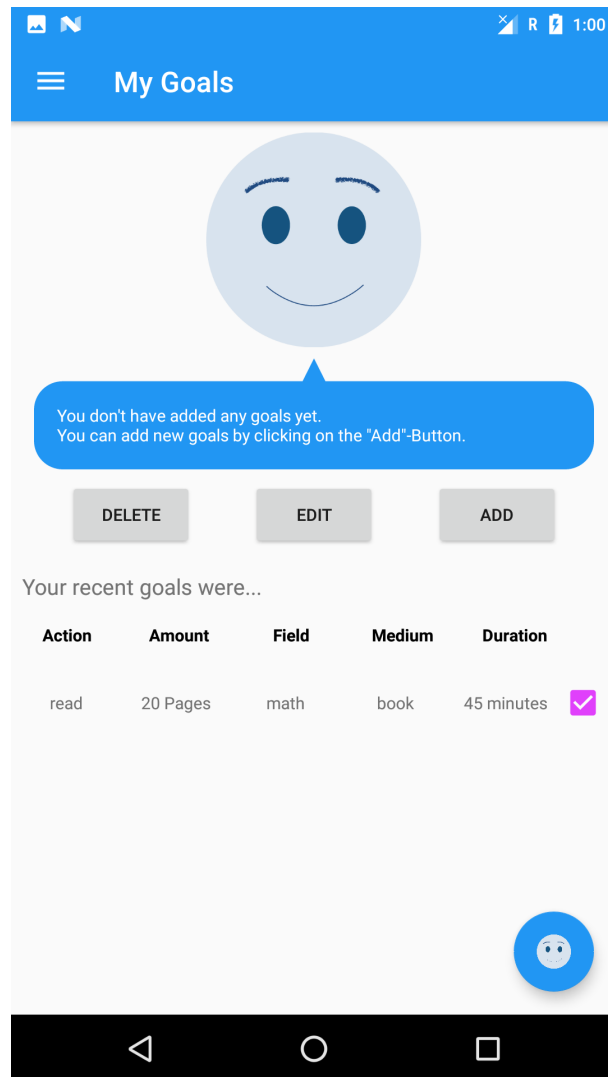 R 1:00
My Goals
You don't have added any goals yet.
You can add new goals by clicking on the "Add"-Button.
DELETE EDIT ADD
Your recent goals were...
Action Amount Field Medium Duration
read 20 Pages math book 45 minutes